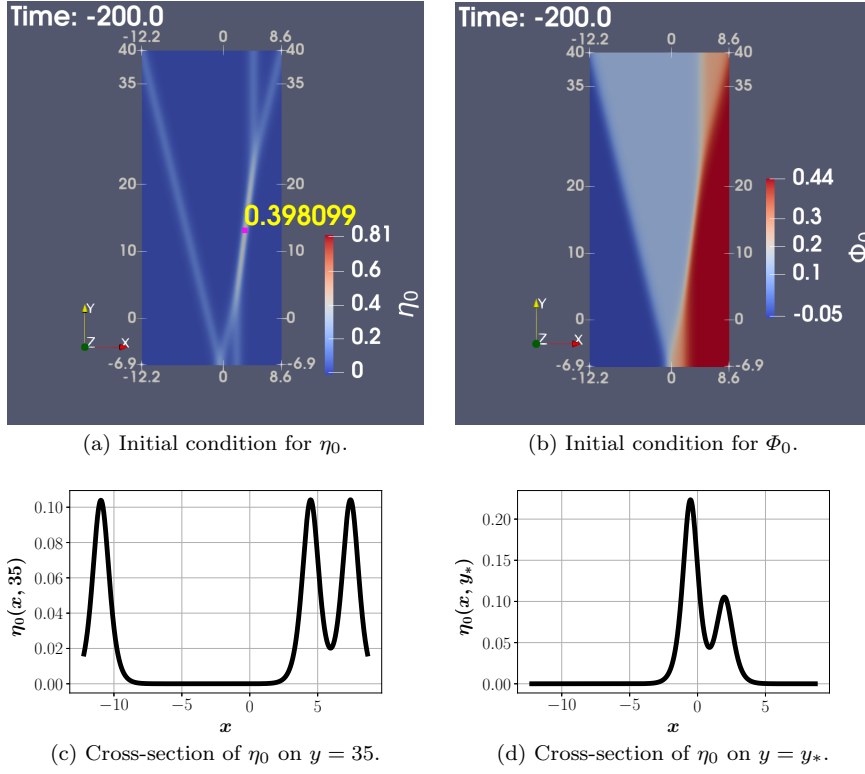 Time: -200.0
-12.2 0 8.6
40 40
35 35
20 20
0.398099
10 10
0 0
-6.9 -6.9
-12.2 0 8.6
0.81
0.6
0.4
0.2
0
η₀
Y
Z X
(a) Initial condition for η₀.
Time: -200.0
-12.2 0 8.6
40 40
35 35
20 20
10 10
0 0
-6.9 -6.9
-12.2 0 8.6
0.44
0.3
0.2
0.1
-0.05
Φ₀
Y
Z X
(b) Initial condition for Φ₀.
η₀(x, 35)
0.10
0.08
0.06
0.04
0.02
0.00
−10 −5 0 5
x
(c) Cross-section of η₀ on y = 35.
η₀(x, y∗)
0.20
0.15
0.10
0.05
0.00
−10 −5 0 5
x
(d) Cross-section of η₀ on y = y∗.